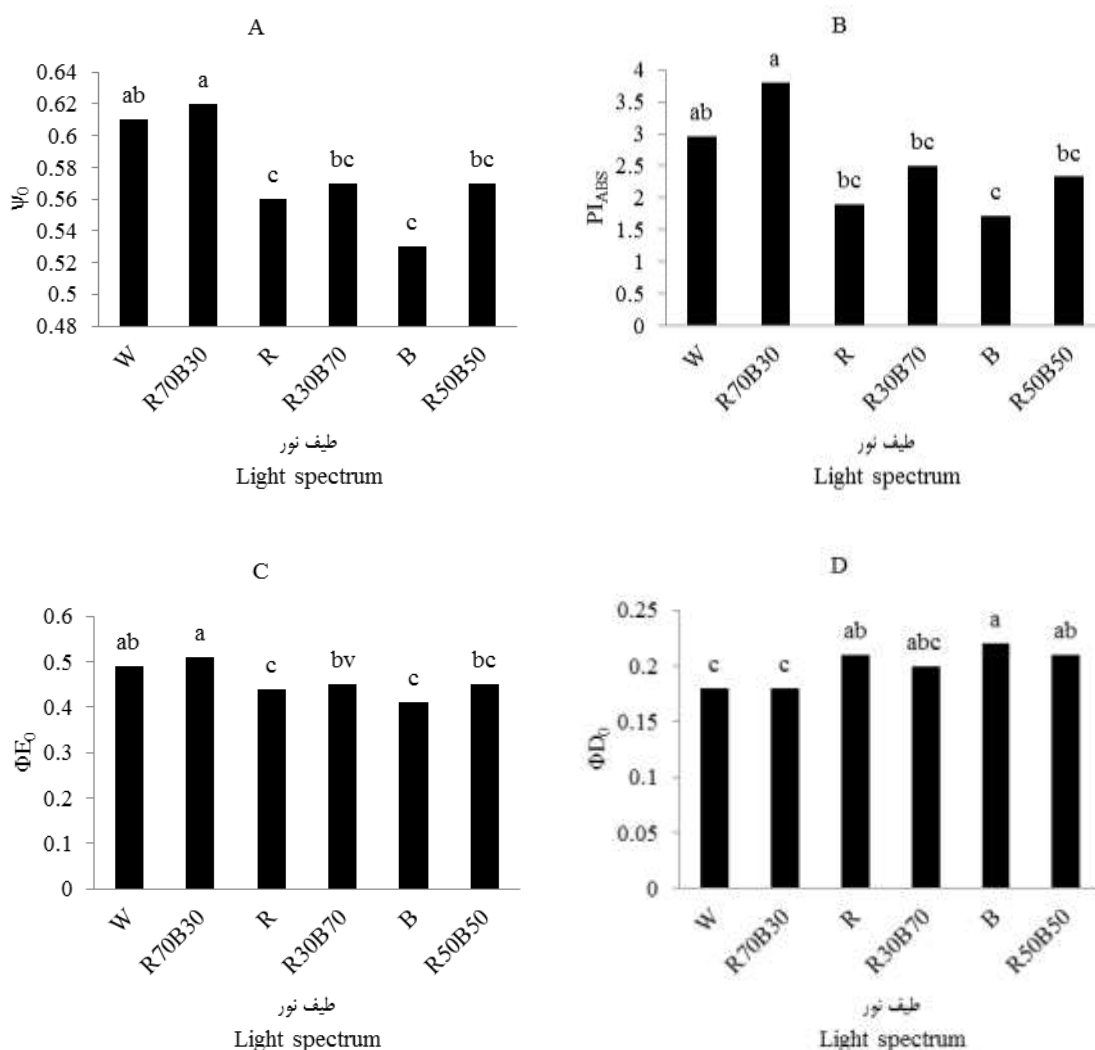 A
0.64
0.62
0.6
0.58
0.56
0.54
0.52
0.5
0.48
Ψ0
ab
a
c
bc
c
bc
W
R70B30
R
R30B70
B
R50B50
طیف نور
Light spectrum
B
4
3.5
3
2.5
2
1.5
1
0.5
0
PIABS
ab
a
bc
bc
c
bc
W
R70B30
R
R30B70
B
R50B50
طیف نور
Light spectrum
C
0.6
0.5
0.4
0.3
0.2
0.1
0
ΦE0
ab
a
c
bv
c
bc
W
R70B30
R
R30B70
B
R50B50
طیف نور
Light spectrum
D
0.25
0.2
0.15
0.1
0.05
0
ΦD0
c
c
ab
abc
a
ab
W
R70B30
R
R30B70
B
R50B50
طیف نور
Light spectrum